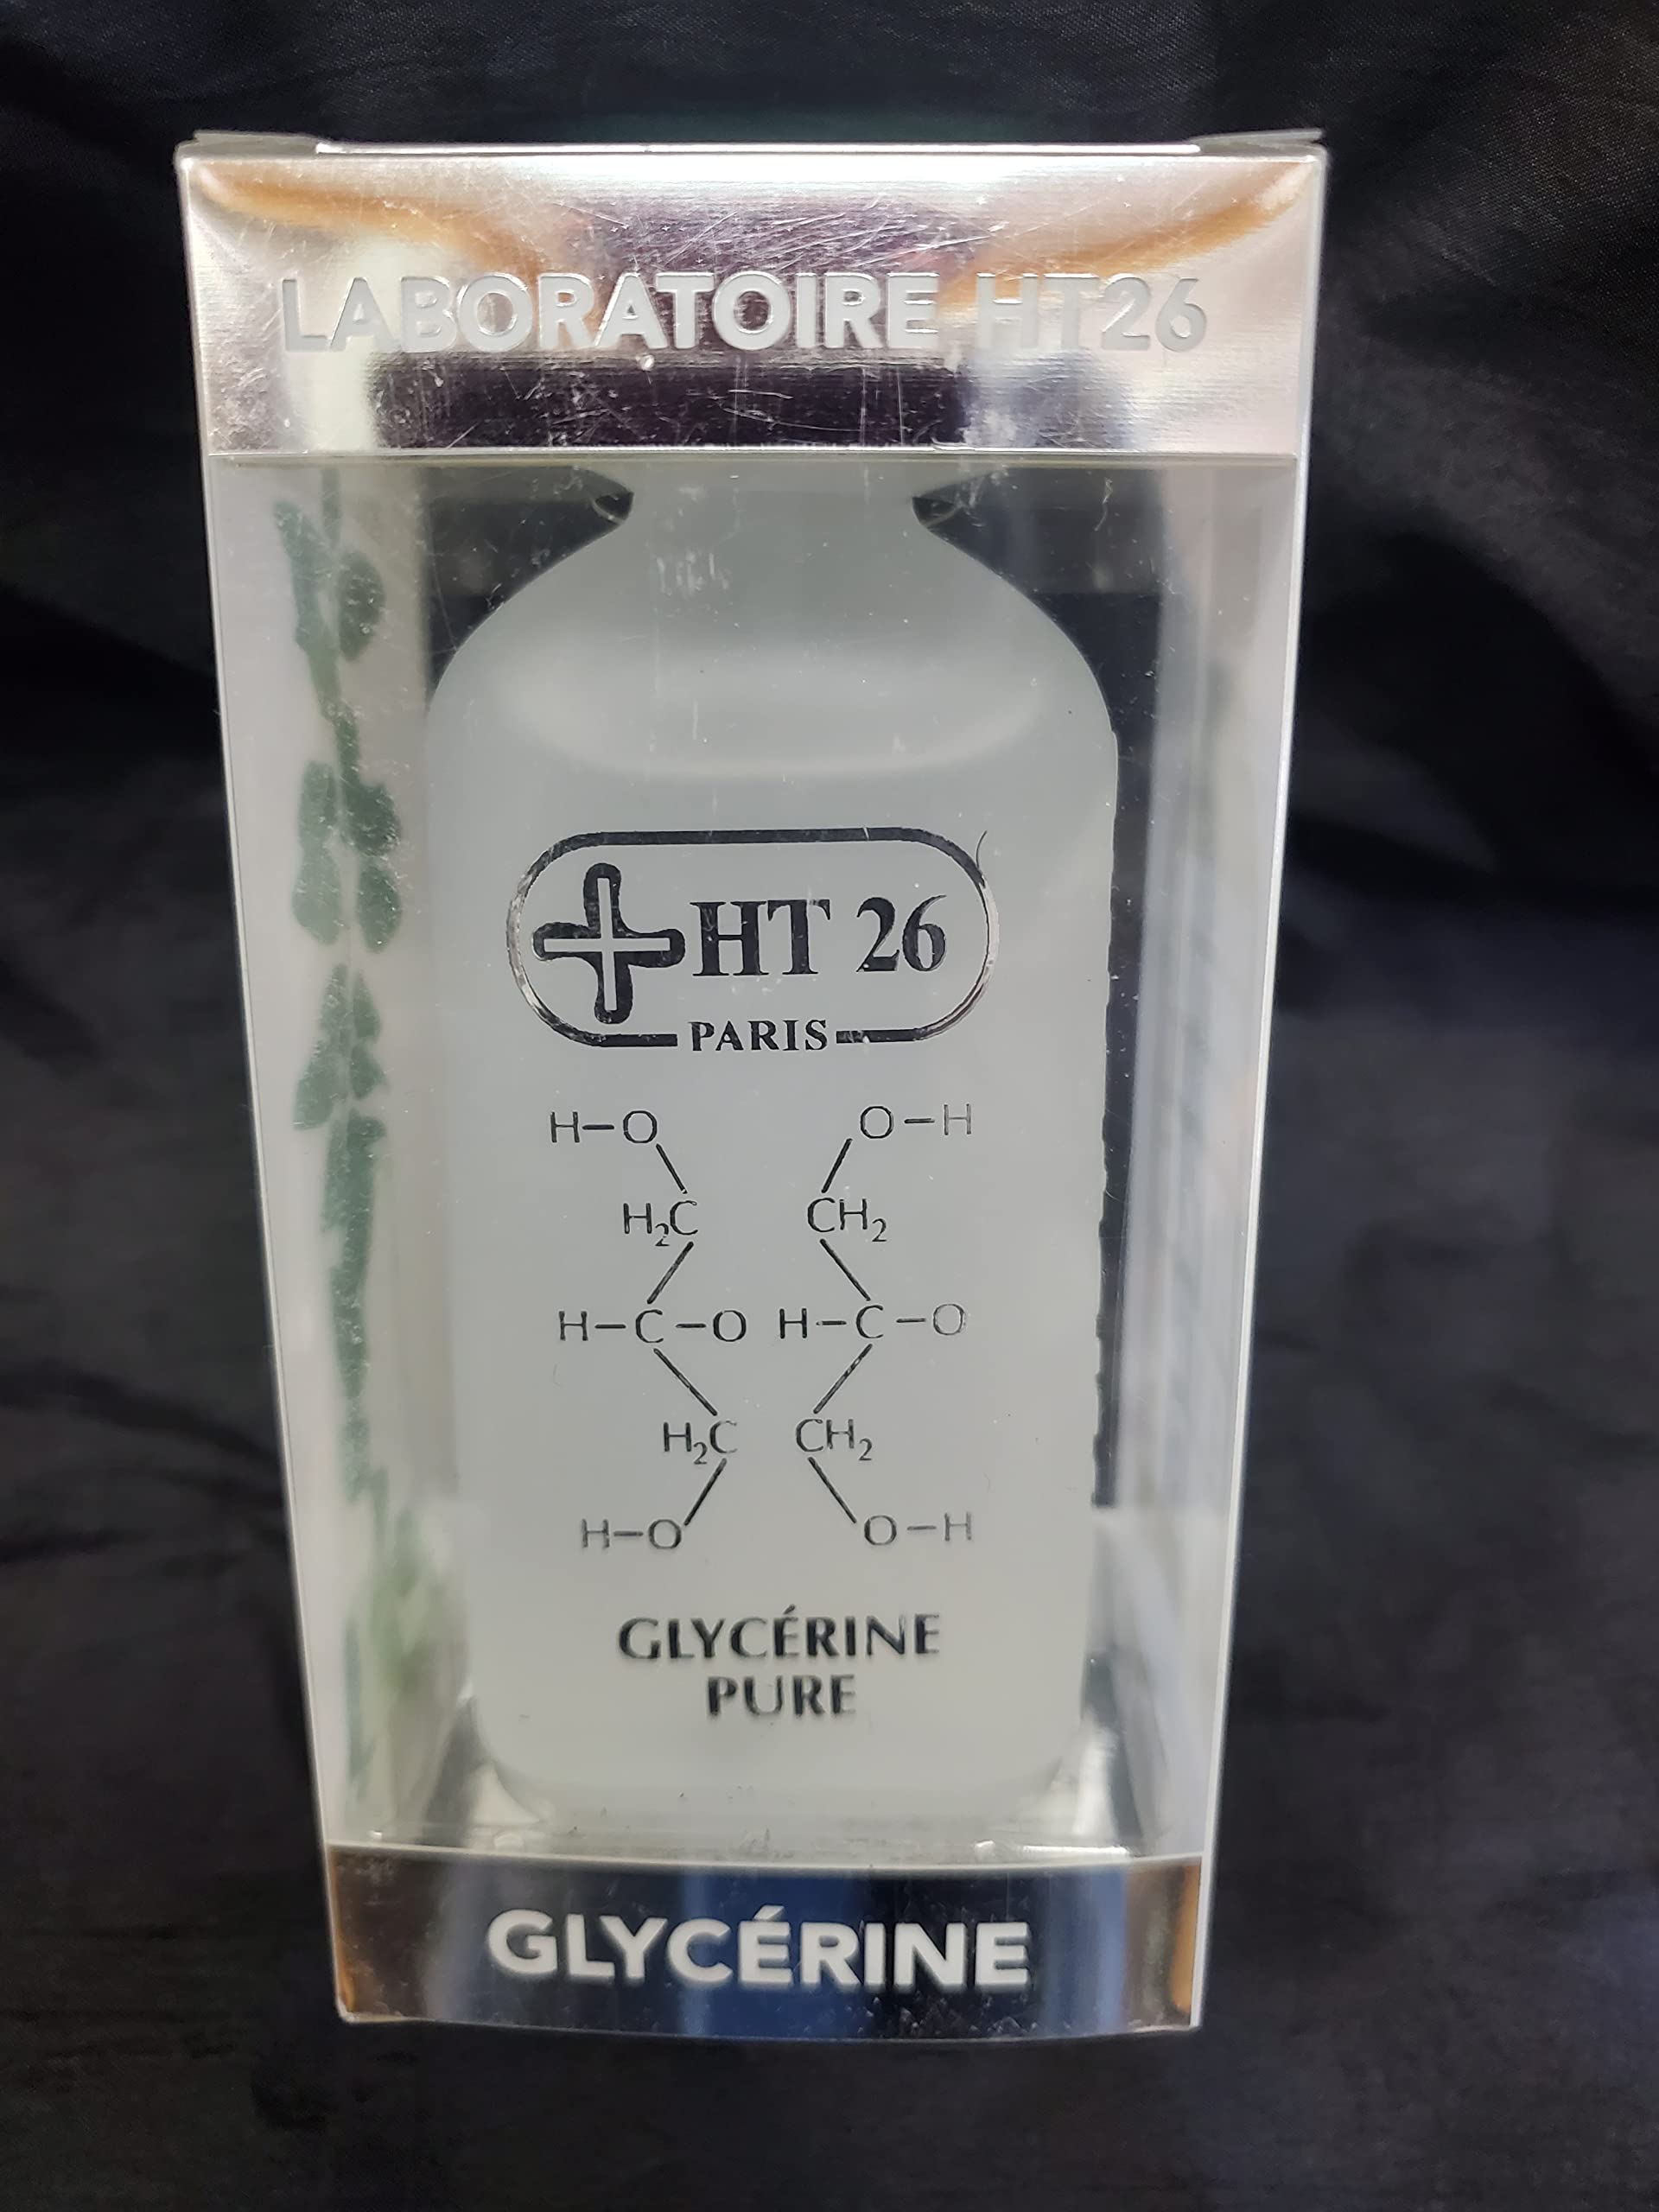 LABORATOIRE HT26
HT 26
PARIS
H-O O-H
H₂C CH₂
H-C-O H-C-O
H₂C CH₂
H-O O-H
GLYCÉRINE
PURE
GLYCÉRINE